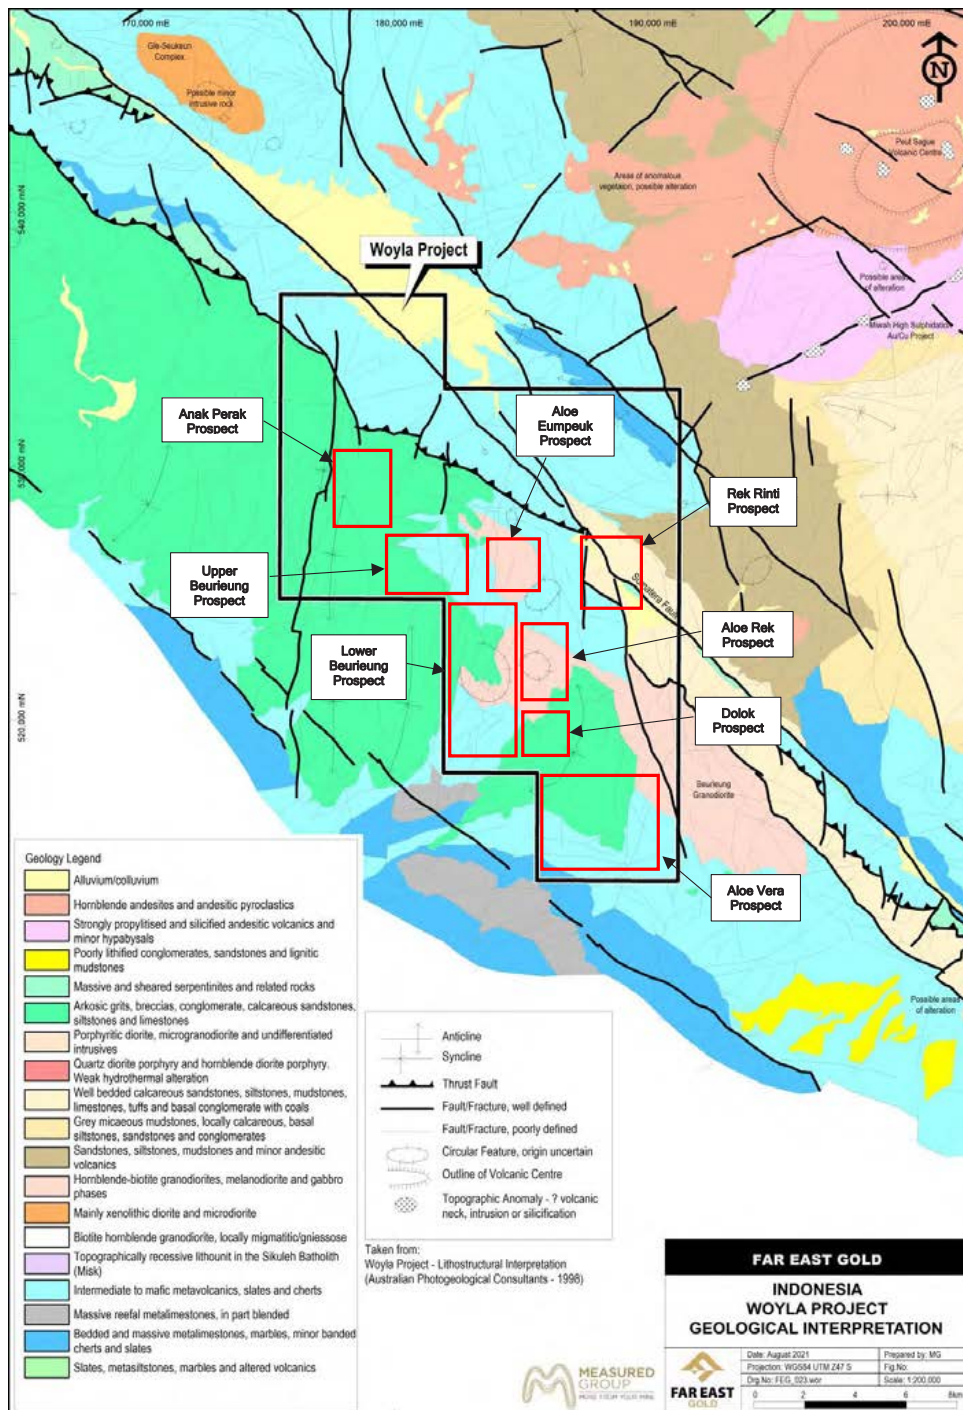 170,000 mE
180,000 mE
190,000 mE
200,000 mE
N
Gle-Seukeun
Complex
Possible minor
intrusive rock
Peut Sague
Volcanic Centre
Areas of anomalous
vegetaion, possible alteration
540,000 mN
Woyla Project
Possible areas
of alteration
Miwah High Sulphidation
Au/Cu Project
Anak Perak
Prospect
Aloe
Eumpeuk
Prospect
530,000 mN
Rek Rinti
Prospect
Upper
Beurieung
Prospect
Sumatera Fault
Lower
Beurieung
Prospect
Aloe Rek
Prospect
520,000 mN
Dolok
Prospect
Beurieung
Granodiorite
Aloe Vera
Prospect
Possible areas
of alteration
Geology Legend
Alluvium/colluvium
Hornblende andesites and andesitic pyroclastics
Strongly propylitised and silicified andesitic volcanics and
minor hypabysals
Poorly lithified conglomerates, sandstones and lignitic
mudstones
Massive and sheared serpentinites and related rocks
Arkosic grits, breccias, conglomerate, calcareous sandstones,
siltstones and limestones
Porphyritic diorite, microgranodiorite and undifferentiated
intrusives
Quartz diorite porphyry and hornblende diorite porphyry.
Weak hydrothermal alteration
Well bedded calcareous sandstones, siltstones, mudstones,
limestones, tuffs and basal conglomerate with coals
Grey micaeous mudstones, locally calcareous, basal
siltstones, sandstones and conglomerates
Sandstones, siltstones, mudstones and minor andesitic
volcanics
Hornblende-biotite granodiorites, melanodiorite and gabbro
phases
Mainly xenolithic diorite and microdiorite
Biotite hornblende granodiorite, locally migmatitic/gniessose
Topographically recessive lithounit in the Sikuleh Batholith
(Misk)
Intermediate to mafic metavolcanics, slates and cherts
Massive reefal metalimestones, in part blended
Bedded and massive metalimestones, marbles, minor banded
cherts and slates
Slates, metasiltstones, marbles and altered volcanics
Anticline
Syncline
Thrust Fault
Fault/Fracture, well defined
Fault/Fracture, poorly defined
Circular Feature, origin uncertain
Outline of Volcanic Centre
Topographic Anomaly - ? volcanic
neck, intrusion or silicification
Taken from:
Woyla Project - Lithostructural Interpretation
(Australian Photogeological Consultants - 1998)
MEASURED
GROUP
FAR EAST GOLD
INDONESIA
WOYLA PROJECT
GEOLOGICAL INTERPRETATION
FAR EAST
GOLD
Date: August 2021
Prepared by: MG
Projection: WGS84 UTM Z47 S
Fig.No:
Drg.No: FEG_023.wor
Scale: 1:200,000
0 2 4 6 8km